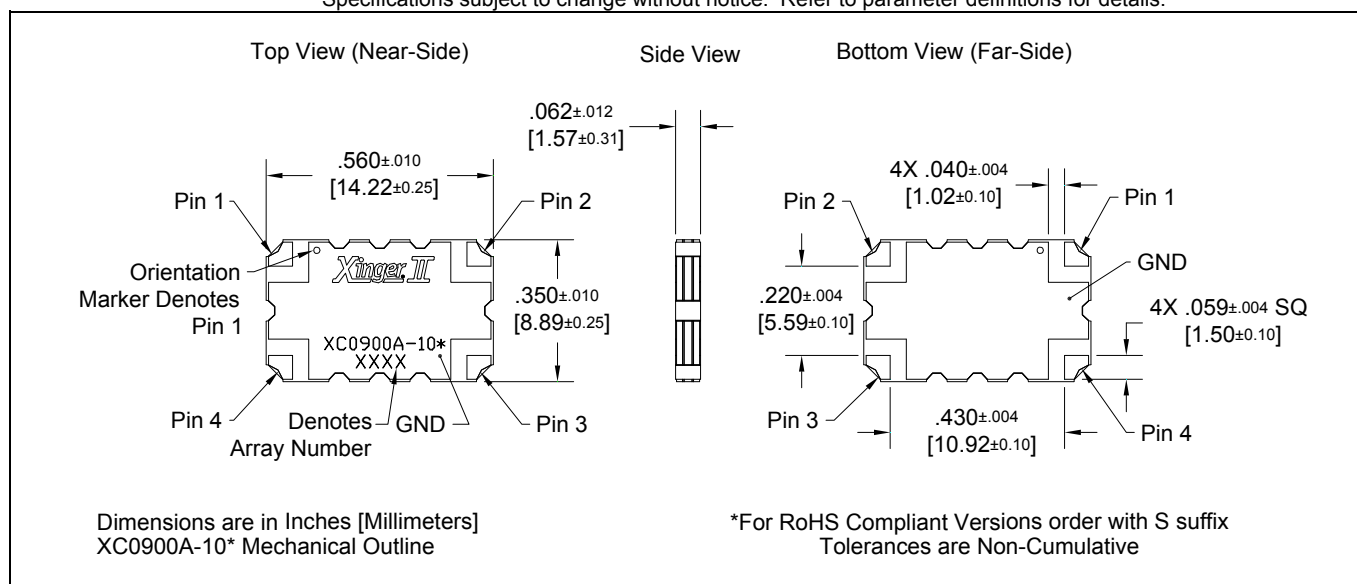 Specifications subject to change without notice. Refer to parameter definitions for details.
Top View (Near-Side)
Side View
Bottom View (Far-Side)
.062±.012
[1.57±0.31]
.560±.010
[14.22±0.25]
4X .040±.004
[1.02±0.10]
Pin 1
Pin 2
Pin 2
Pin 1
Orientation
Marker Denotes
Pin 1
Xinger II
GND
.350±.010
[8.89±0.25]
.220±.004
[5.59±0.10]
4X .059±.004 SQ
[1.50±0.10]
XC0900A-10*
XXXX
Pin 4
Denotes
Array Number
GND
Pin 3
Pin 3
.430±.004
[10.92±0.10]
Pin 4
Dimensions are in Inches [Millimeters]
XC0900A-10* Mechanical Outline
*For RoHS Compliant Versions order with S suffix
Tolerances are Non-Cumulative